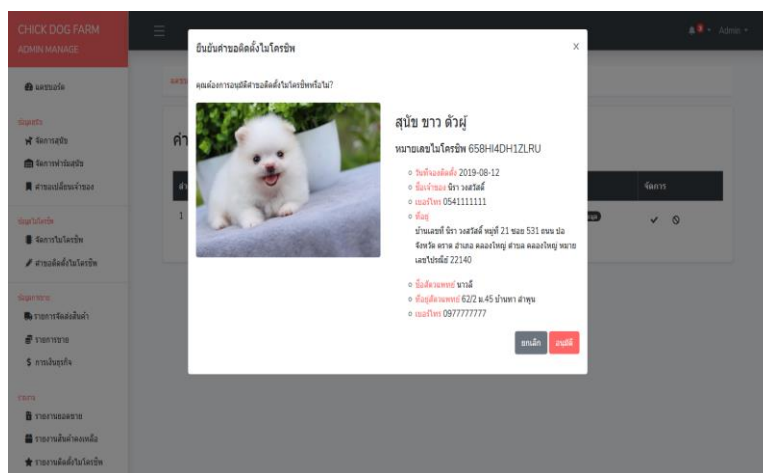 CHICK DOG FARM
ADMIN MANAGE
Admin
แดชบอร์ด
จัดการสุนัข
จัดการฟาร์มสุนัข
คำขอเปลี่ยนเจ้าของ
จัดการไมโครชิพ
คำขอติดตั้งไมโครชิพ
รายการจัดส่งสินค้า
รายการขาย
การเงินธุรกิจ
รายงานยอดขาย
รายงานสินค้าคงเหลือ
รายงานติดตั้งไมโครชิพ
ยืนยันคำขอติดตั้งไมโครชิพ
คุณต้องการอนุมัติคำขอติดตั้งไมโครชิพหรือไม่?
สุนัข ขาว ตัวผู้
หมายเลขไมโครชิพ 658HI4DH1ZLRU
วันที่จองติดตั้ง 2019-08-12
ชื่อเจ้าของ นิรา วงสวัสดิ์
เบอร์โทร 0541111111
ที่อยู่
บ้านเลขที่ นิรา วงสวัสดิ์ หมู่ที่ 21 ซอย 531 ถนน บ่อ
จังหวัด ตราด อำเภอ คลองใหญ่ ตำบล คลองใหญ่ หมาย
เลขไปรษณีย์ 22140
ชื่อสัตวแพทย์ นาวลี
ที่อยู่สัตวแพทย์ 62/2 ม.45 บ้านทา ลำพูน
เบอร์โทร 0977777777
ยกเลิก
อนุมัติ
จัดการ
1